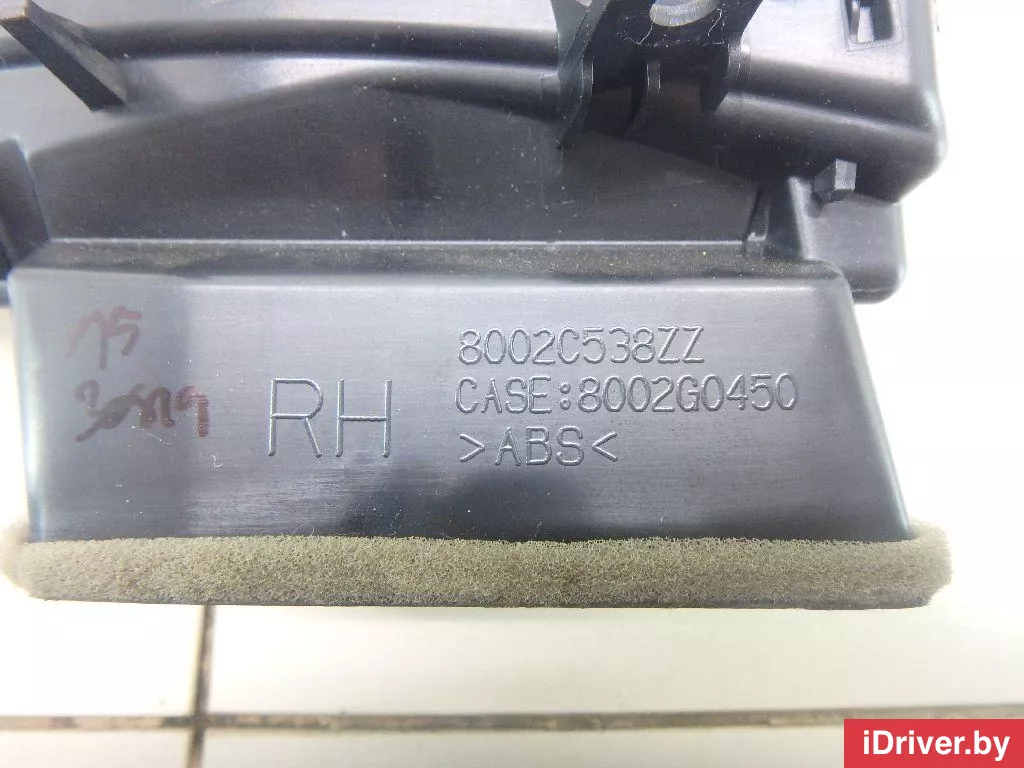 8002C538ZZ
CASE:8002G0450
RH
>ABS<
iDriver.by